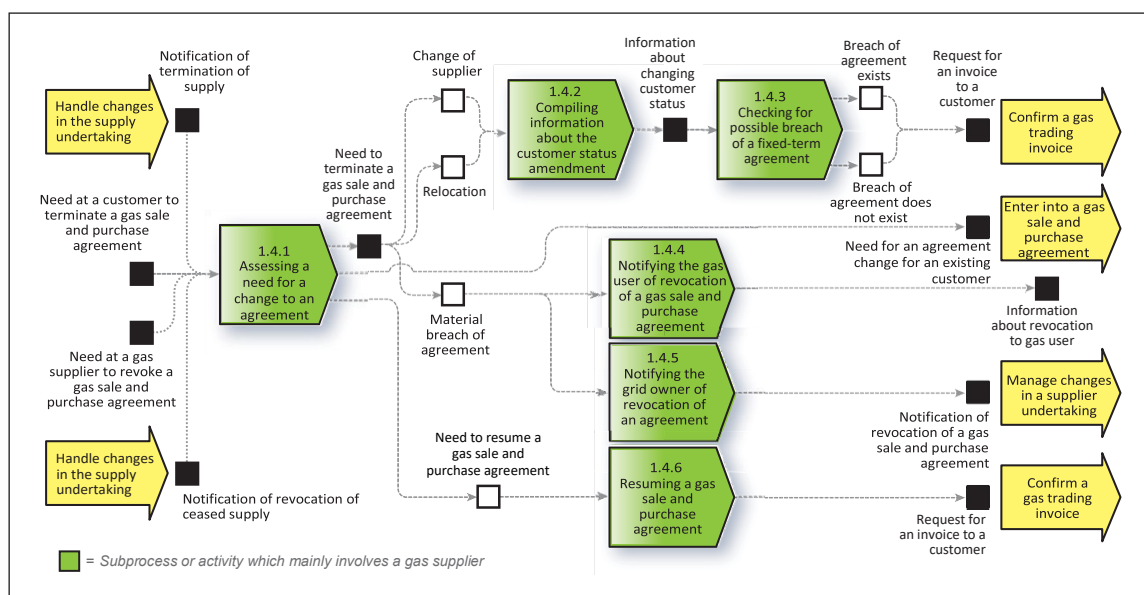 Notification of
termination of
supply
Handle changes
in the supply
undertaking
Need at a customer to
terminate a gas sale
and purchase
agreement
Need at a gas
supplier to revoke a
gas sale and
purchase agreement
Handle changes
in the supply
undertaking
Notification of revocation of
ceased supply
1.4.1
Assessing a
need for a
change to an
agreement
Need to
terminate a
gas sale and
purchase
agreement
Change of
supplier
Relocation
Material
breach of
agreement
Need to resume a
gas sale and
purchase agreement
1.4.2
Compiling
information
about the
customer status
amendment
Information
about
changing
customer
status
1.4.3
Checking for
possible breach
of a fixed-term
agreement
Breach of
agreement
exists
Breach of
agreement does
not exist
Request for
an invoice
to a
customer
Confirm a gas
trading
invoice
Enter into a gas
sale and
purchase
agreement
Need for an agreement
change for an existing
customer
1.4.4
Notifying the gas
user of revocation
of a gas sale and
purchase
agreement
Information about revocation
to gas user
1.4.5
Notifying the
grid owner of
revocation of
an agreement
Manage changes
in a supplier
undertaking
Notification of
revocation of a gas
sale and purchase
agreement
1.4.6
Resuming a gas
sale and
purchase
agreement
Confirm
a gas trading
invoice
Request for
an invoice to a
customer
= Subprocess or activity which mainly involves a gas supplier